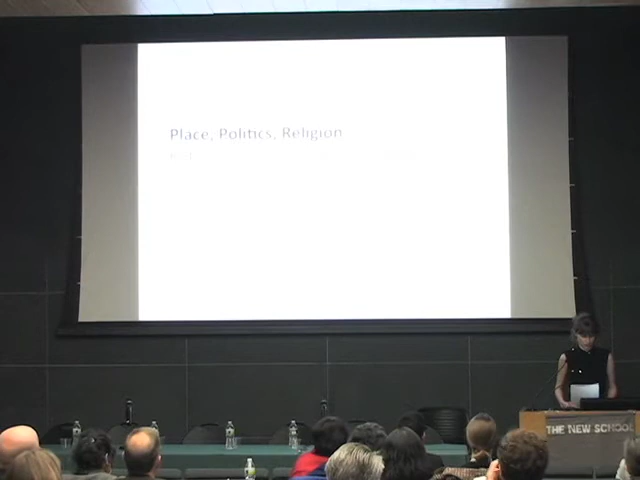 Place, Politics, Religion
THE NEW SCHOOL